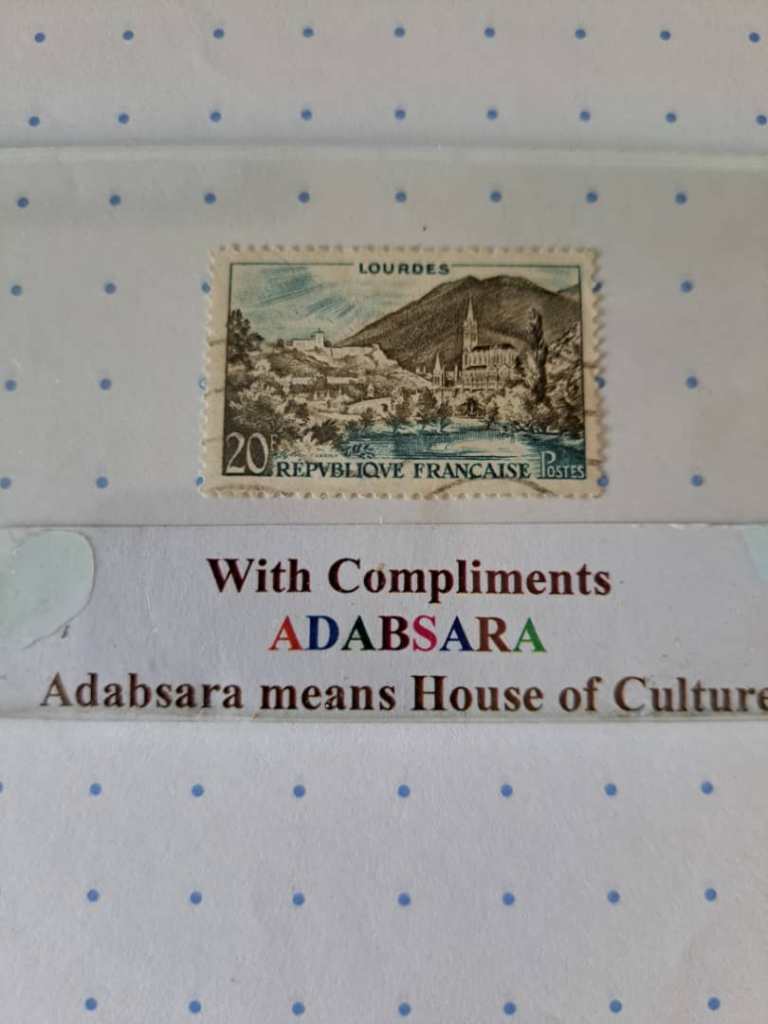 LOURDES
20F
RÉPVBLIQVE FRANÇAISE POSTES
With Compliments
ADABSARA
Adabsara means House of Culture